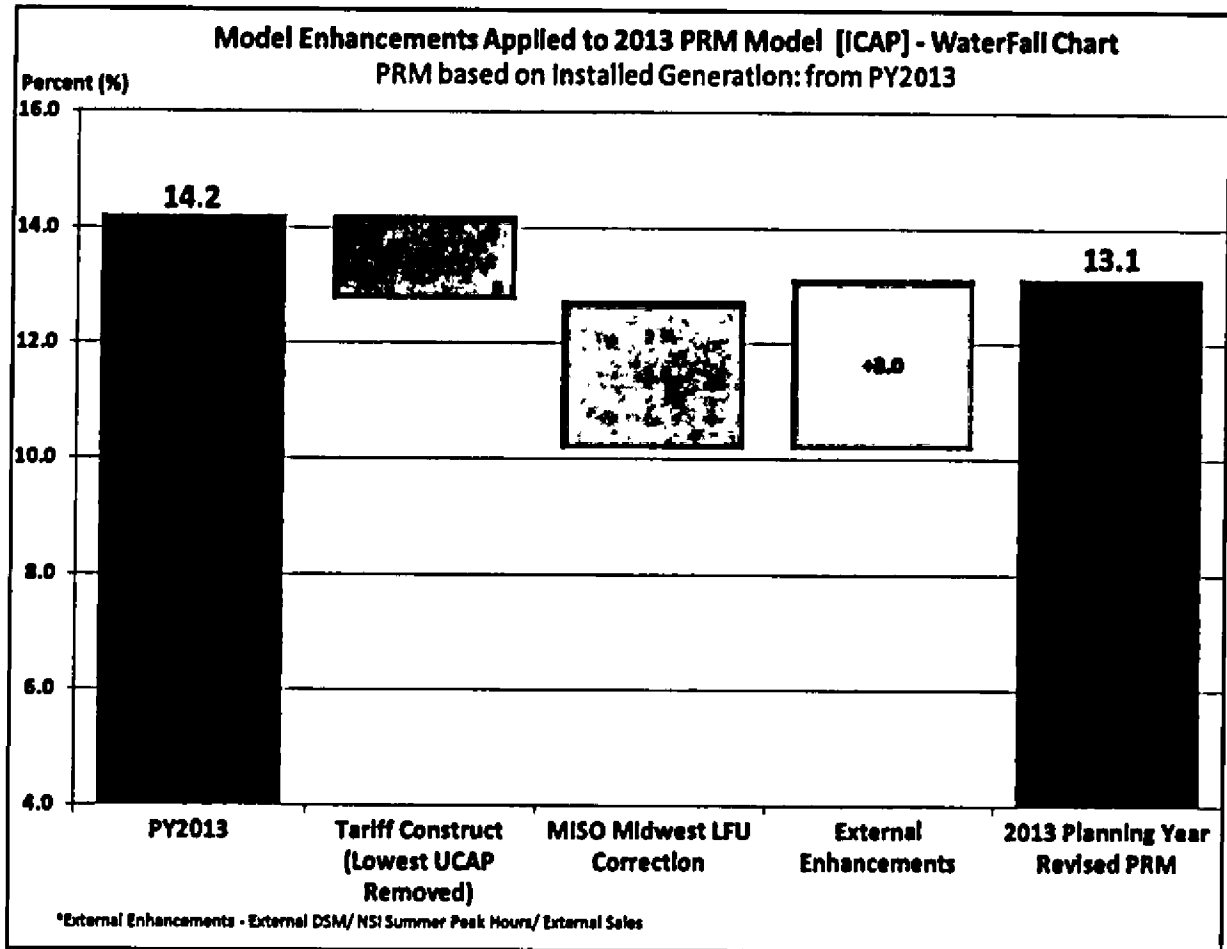 Model Enhancements Applied to 2013 PRM Model [ICAP] - WaterFall Chart
PRM based on Installed Generation: from PY2013
Percent (%)
16.0
14.0
12.0
10.0
8.0
6.0
4.0
14.2
+3.0
13.1
PY2013
Tariff Construct
(Lowest UCAP
Removed)
MISO Midwest LFU
Correction
External
Enhancements
2013 Planning Year
Revised PRM
*External Enhancements - External DSM/ NSI Summer Peak Hours/ External Sales